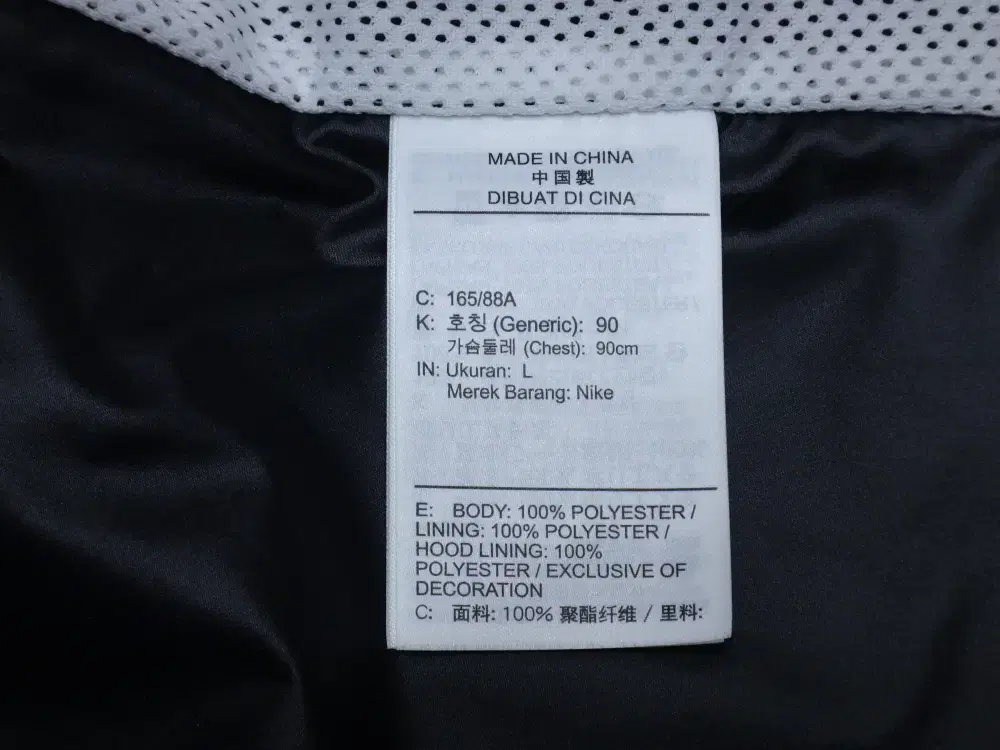 MADE IN CHINA
中国製
DIBUAT DI CINA
C: 165/88A
K: 호칭 (Generic): 90
가슴둘레 (Chest): 90cm
IN: Ukuran: L
Merek Barang: Nike
E: BODY: 100% POLYESTER /
LINING: 100% POLYESTER /
HOOD LINING: 100%
POLYESTER / EXCLUSIVE OF
DECORATION
C: 面料: 100% 聚酯纤维 / 里料: